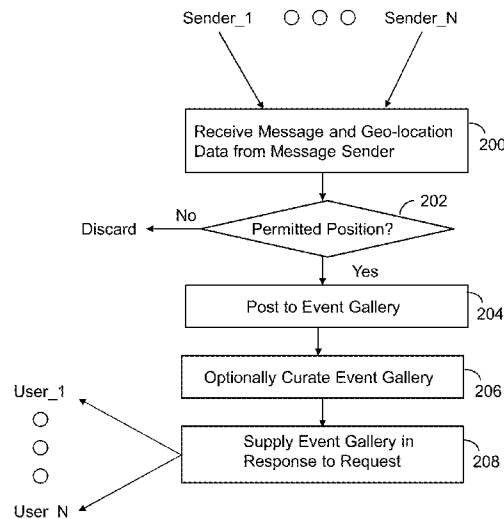 Sender_1 Sender_N
Receive Message and Geo-location
Data from Message Sender
200
202
No
Permitted Position?
Discard
Yes
Post to Event Gallery
204
Optionally Curate Event Gallery
206
User_1
Supply Event Gallery in
Response to Request
208
User_N